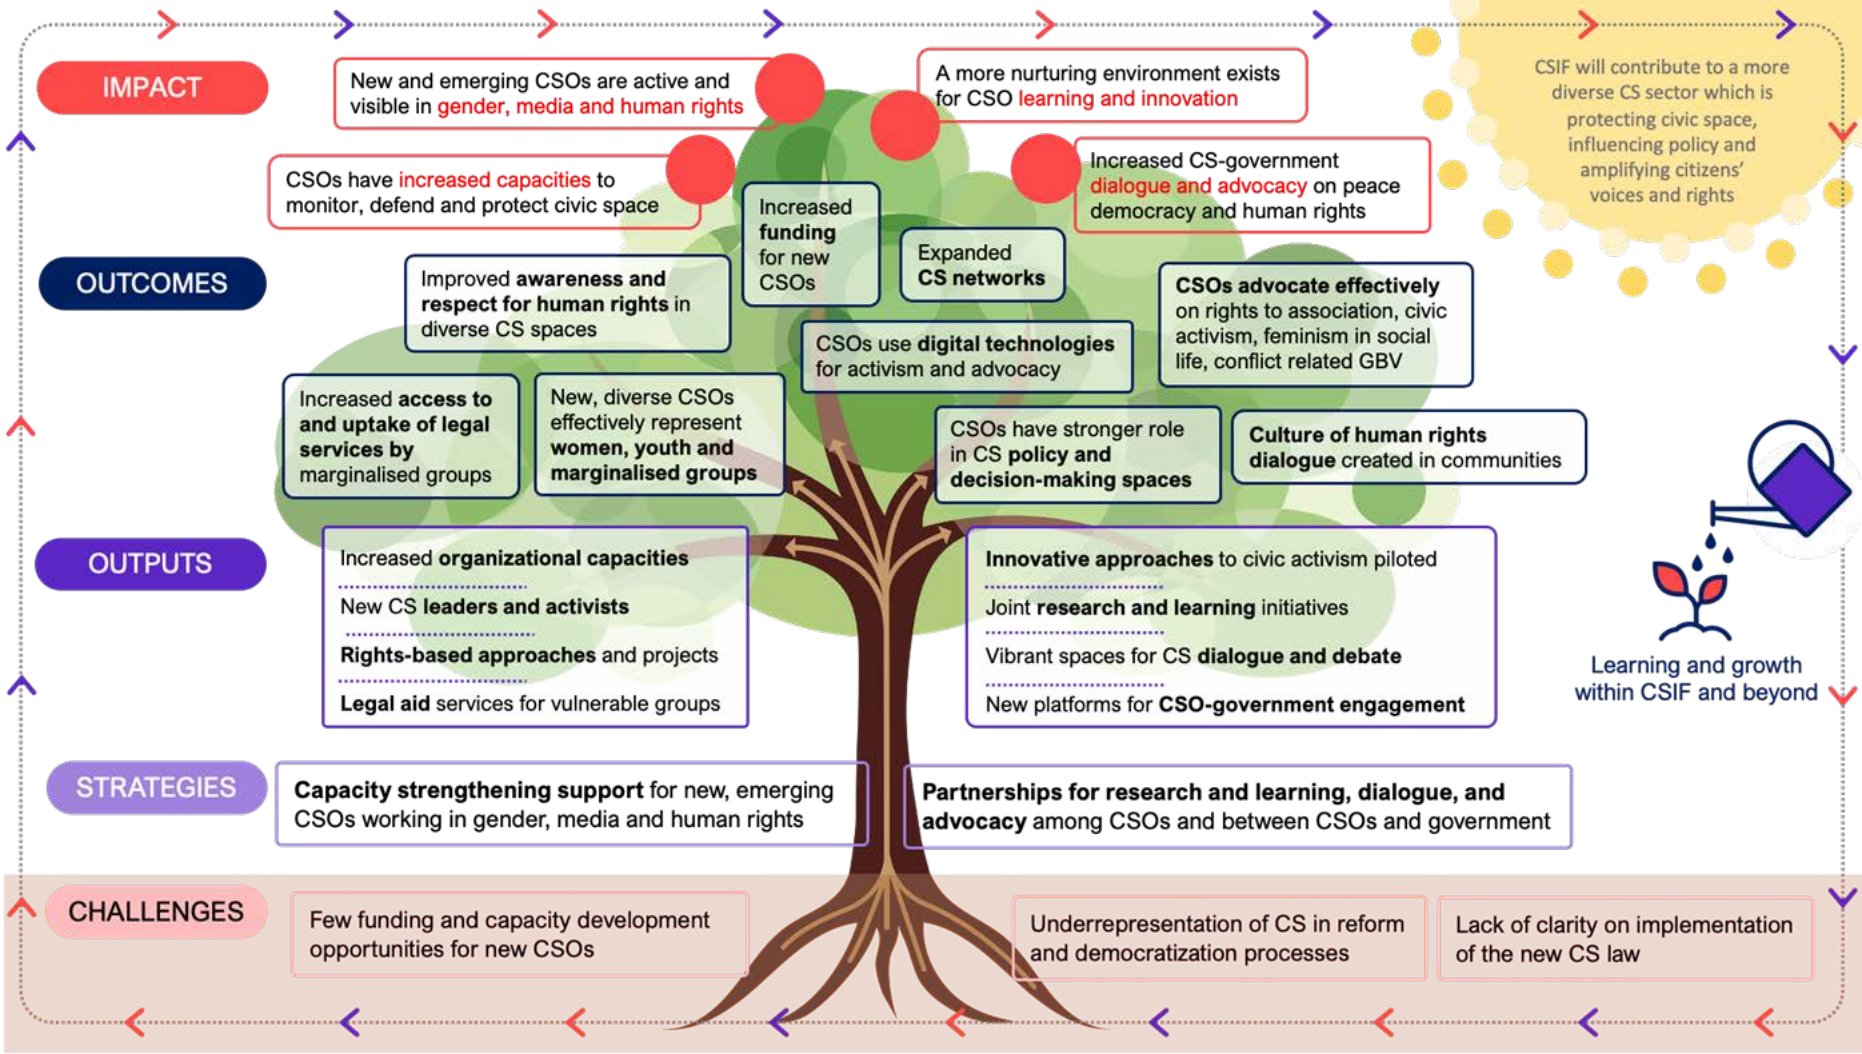 IMPACT
New and emerging CSOs are active and
visible in gender, media and human rights
A more nurturing environment exists
for CSO learning and innovation
CSIF will contribute to a more
diverse CS sector which is
protecting civic space,
influencing policy and
amplifying citizens’
voices and rights
CSOs have increased capacities to
monitor, defend and protect civic space
Increased CS-government
dialogue and advocacy on peace
democracy and human rights
OUTCOMES
Improved awareness and
respect for human rights in
diverse CS spaces
Increased
funding
for new
CSOs
Expanded
CS networks
CSOs advocate effectively
on rights to association, civic
activism, feminism in social
life, conflict related GBV
CSOs use digital technologies
for activism and advocacy
Increased access to
and uptake of legal
services by
marginalised groups
New, diverse CSOs
effectively represent
women, youth and
marginalised groups
CSOs have stronger role
in CS policy and
decision-making spaces
Culture of human rights
dialogue created in communities
OUTPUTS
Increased organizational capacities
New CS leaders and activists
Rights-based approaches and projects
Legal aid services for vulnerable groups
Innovative approaches to civic activism piloted
Joint research and learning initiatives
Vibrant spaces for CS dialogue and debate
New platforms for CSO-government engagement
Learning and growth
within CSIF and beyond
STRATEGIES
Capacity strengthening support for new, emerging
CSOs working in gender, media and human rights
Partnerships for research and learning, dialogue, and
advocacy among CSOs and between CSOs and government
CHALLENGES
Few funding and capacity development
opportunities for new CSOs
Underrepresentation of CS in reform
and democratization processes
Lack of clarity on implementation
of the new CS law